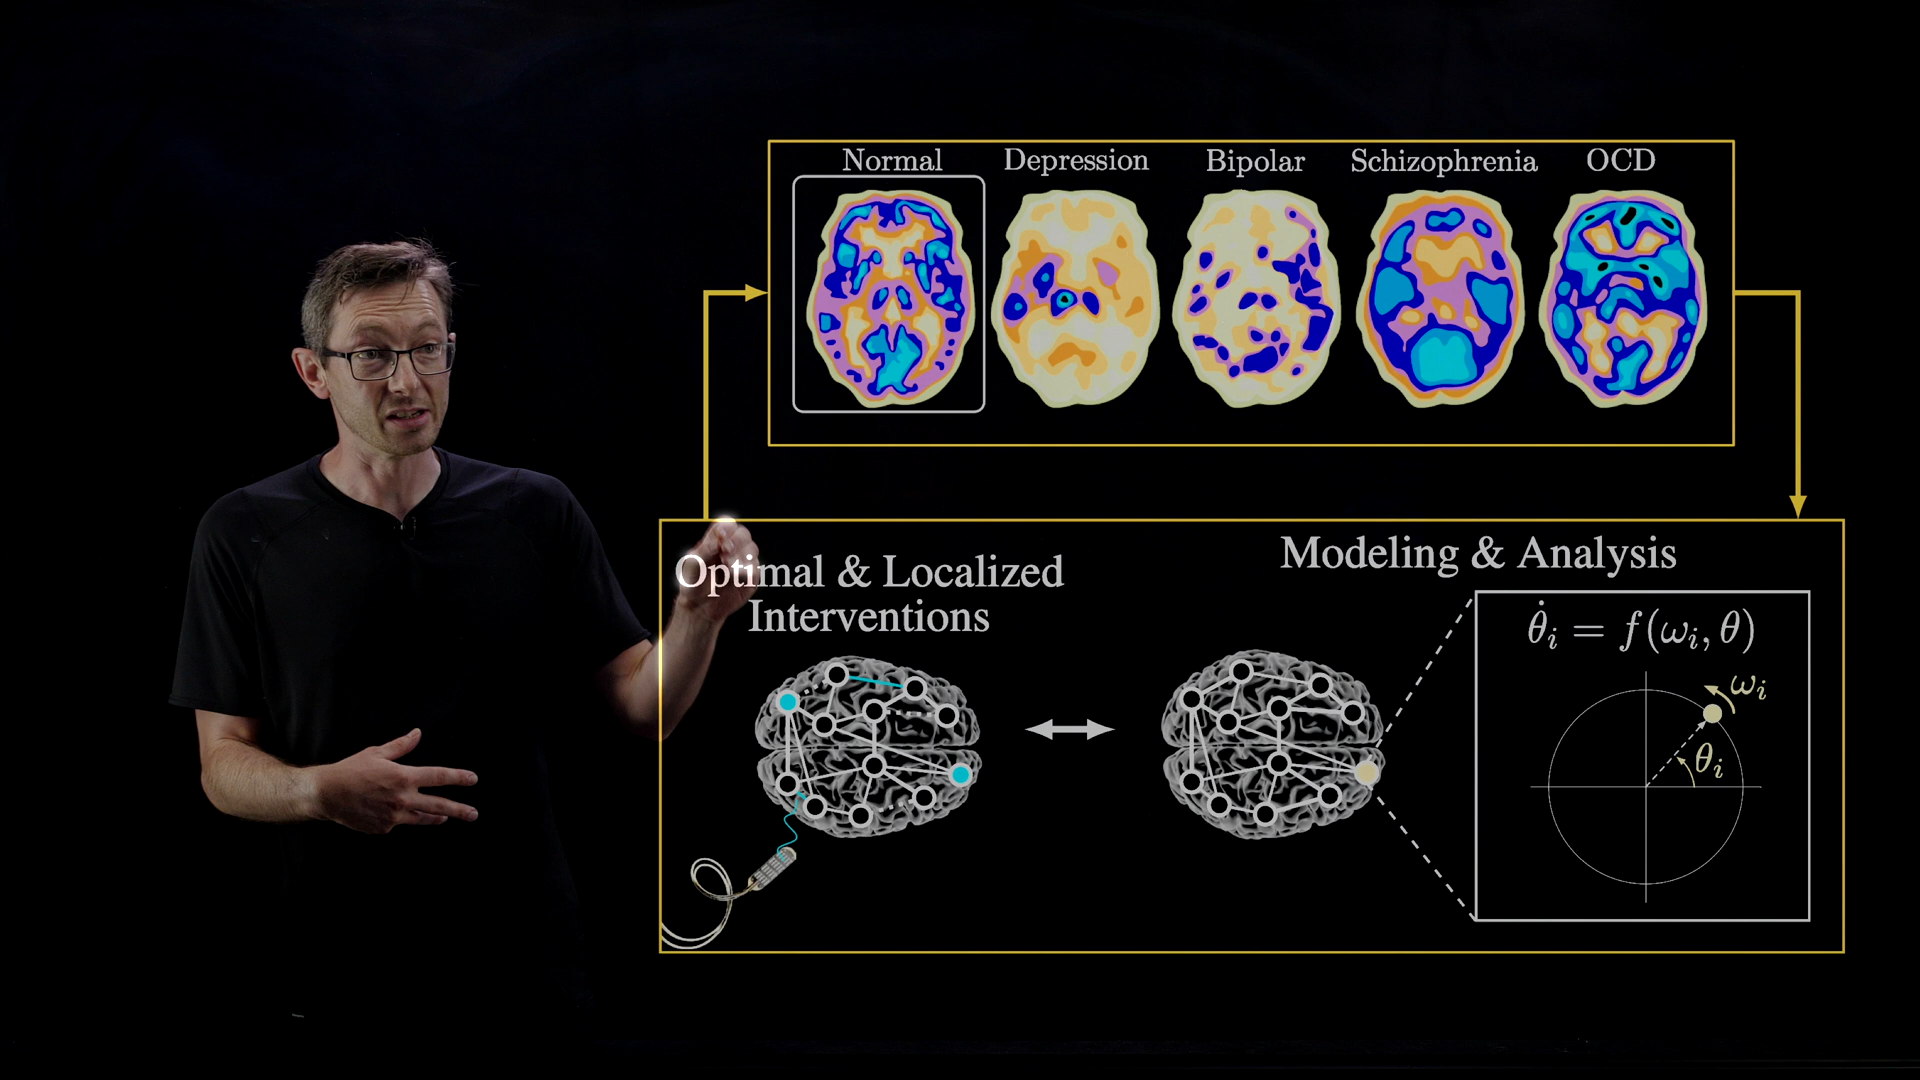 Normal Depression Bipolar Schizophrenia OCD
Optimal & Localized
Interventions
Modeling & Analysis
θ̇ᵢ = f(ωᵢ, θ)
ωᵢ
θᵢ